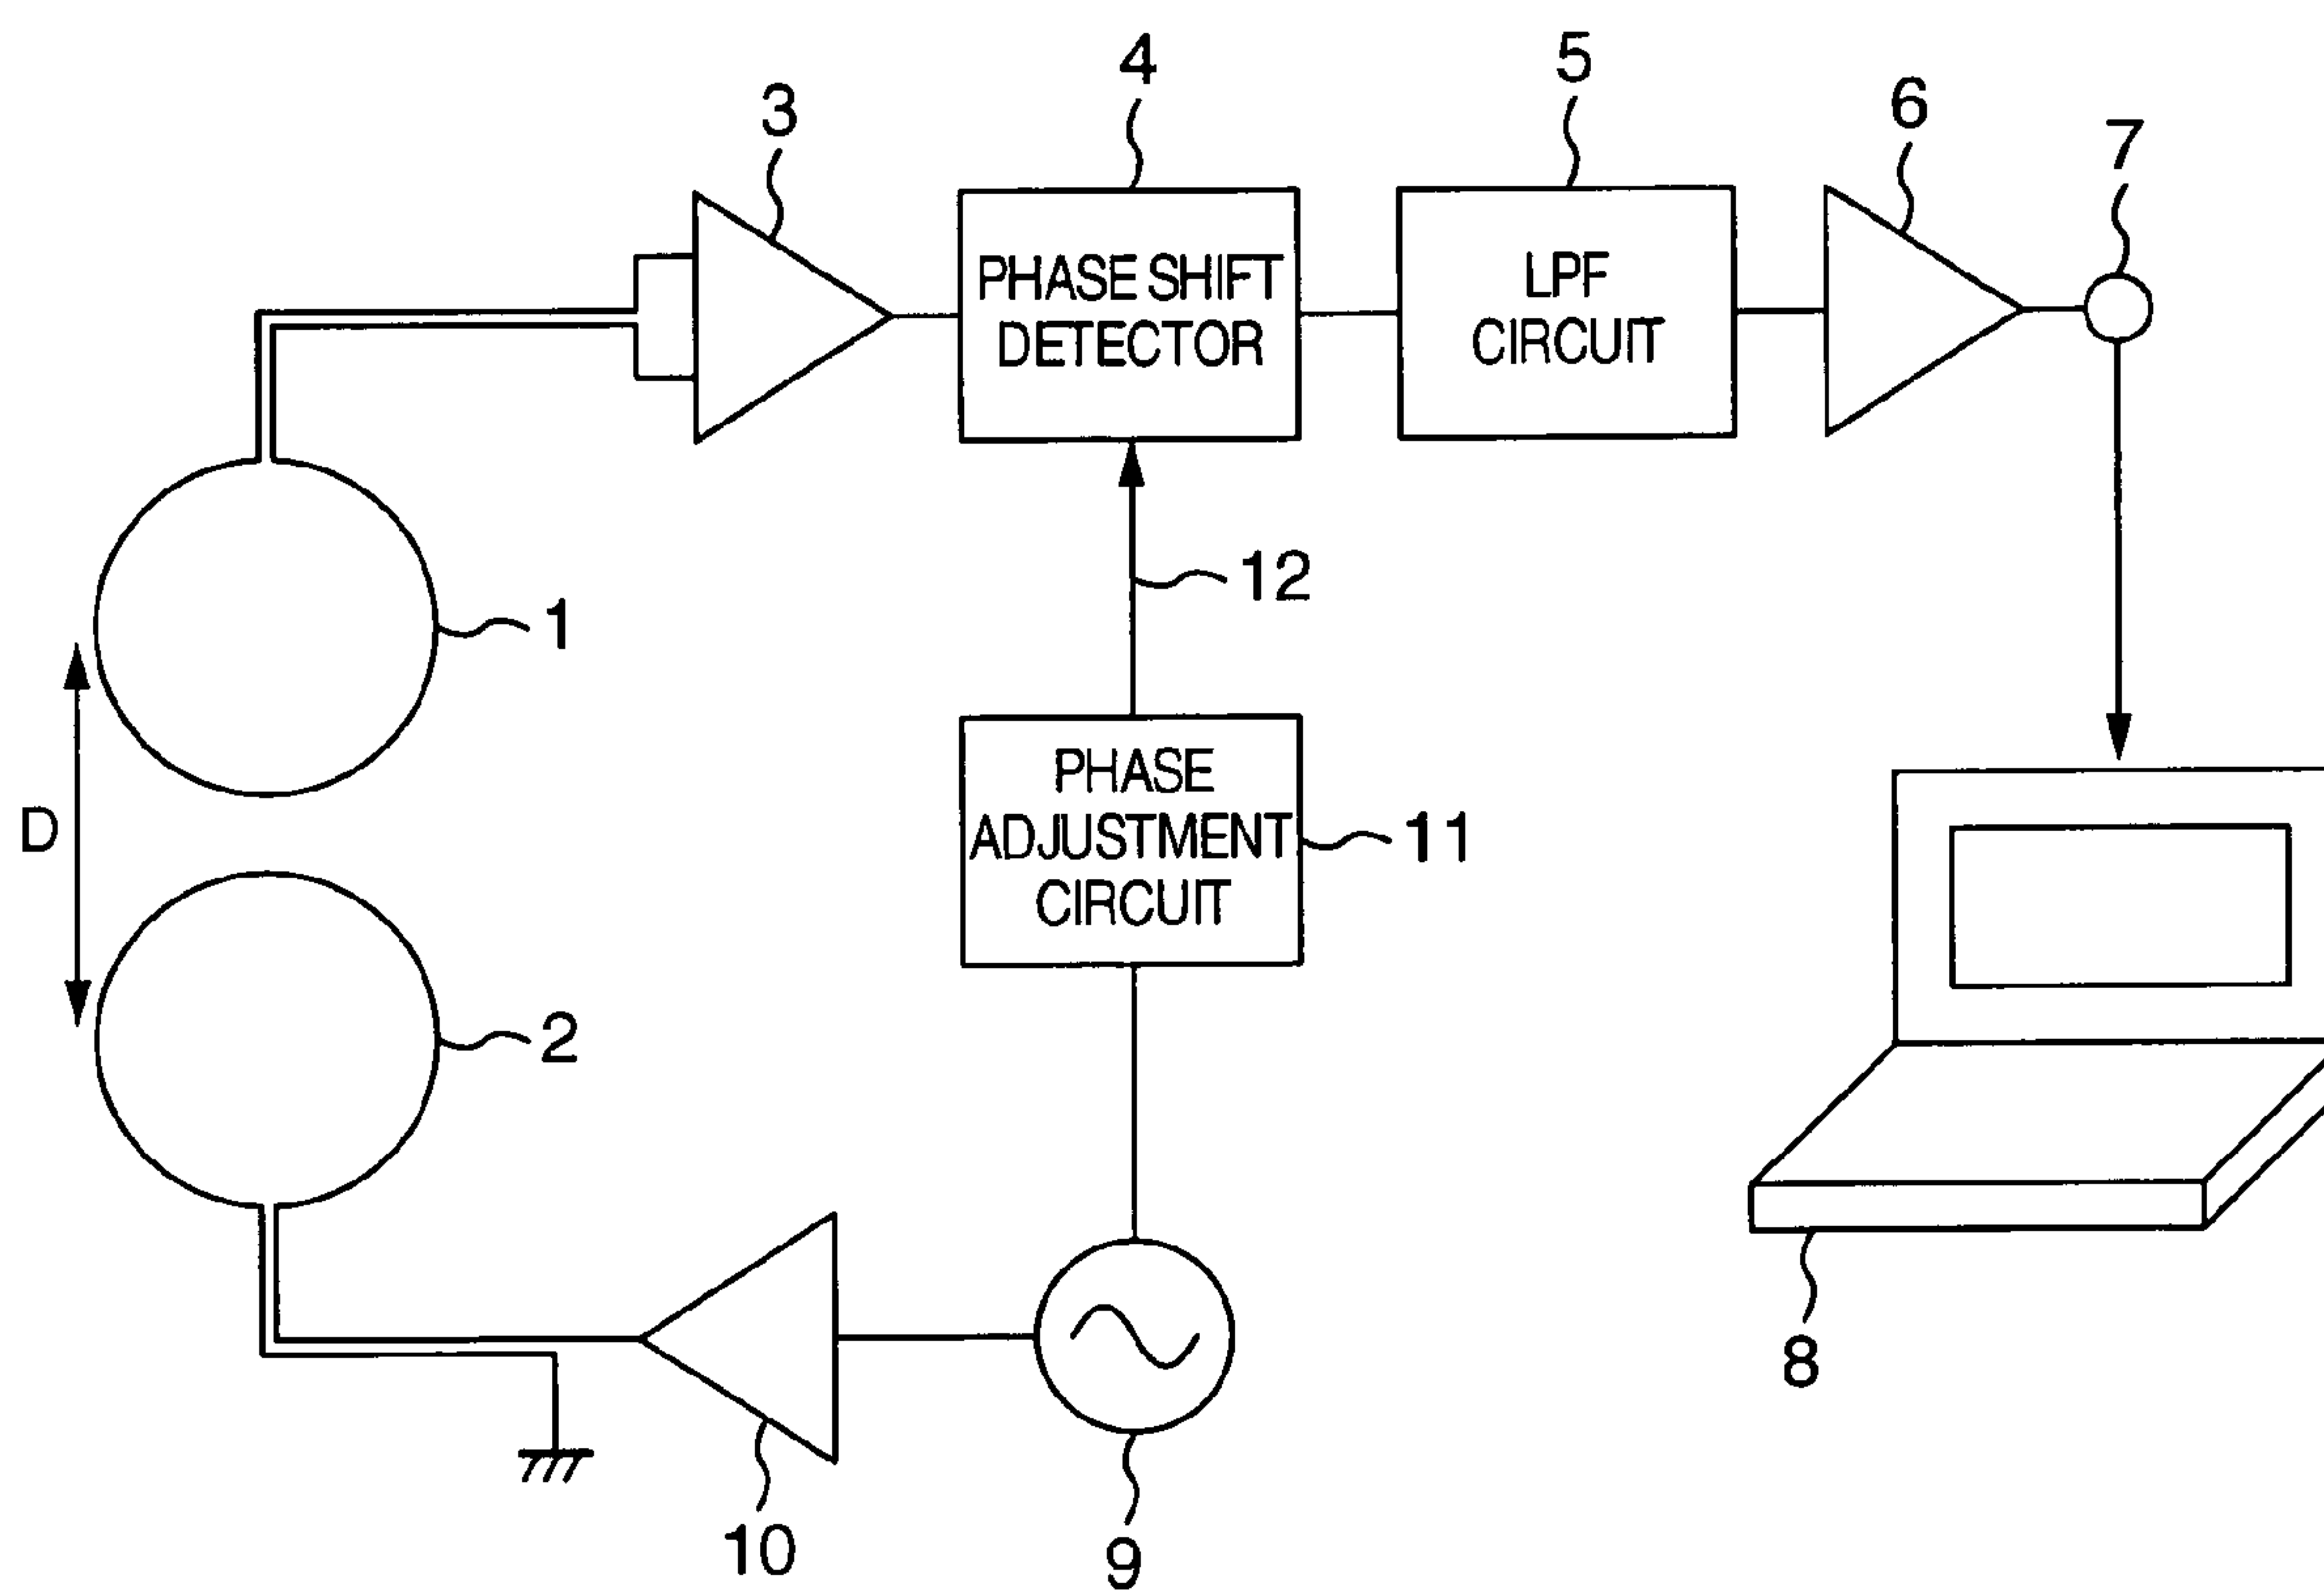 4
5
3
6
7
PHASE SHIFT
DETECTOR
LPF
CIRCUIT
12
1
PHASE
ADJUSTMENT
CIRCUIT
11
D
2
8
10
9